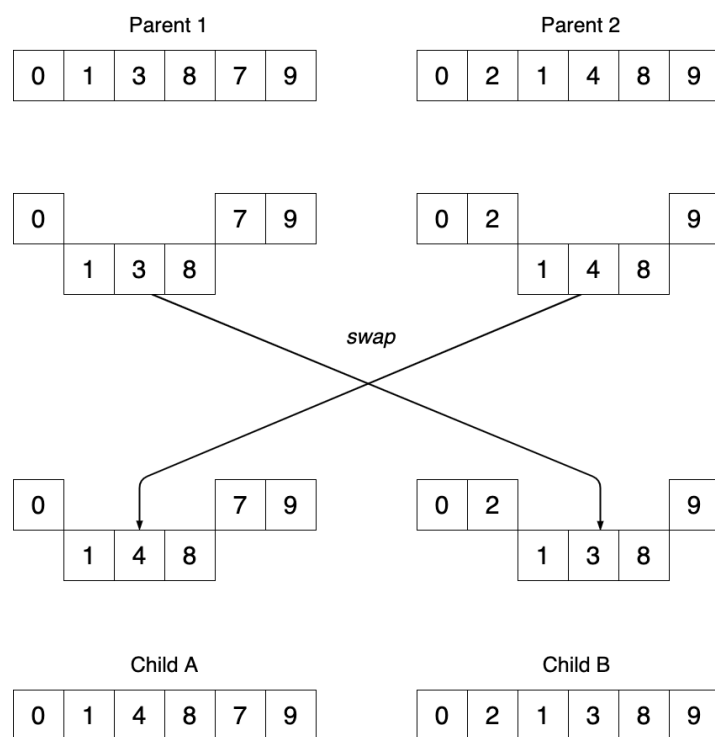 Parent 1 Parent 2
0 1 3 8 7 9 0 2 1 4 8 9
0 7 9 0 2 9
1 3 8 1 4 8
swap
0 7 9 0 2 9
1 4 8 1 3 8
Child A Child B
0 1 4 8 7 9 0 2 1 3 8 9